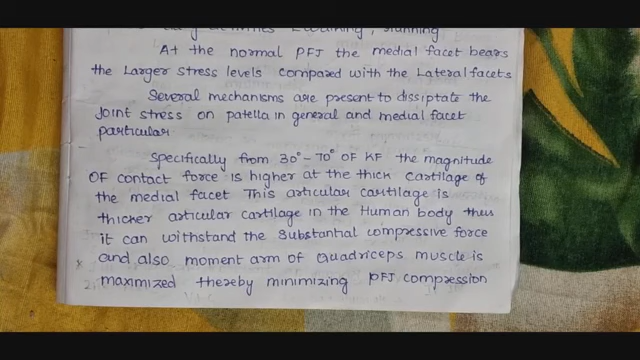 activities running
At the normal PFJ the medial facet bears
the Larger stress levels compared with the Lateral facets
Several mechanisms are present to dissiptate the
joint stress on patella in general and medial facet
particular
Specifically from 30° - 70° OF KF the magnitude
OF contact force is higher at the thick cartilage of
the medial facet This articular cartilage is
thicker articular cartilage in the Human body thus
it can withstand the substantial compressive force
and also moment arm of Quadriceps muscle is
maximized thereby minimizing PFJ compression